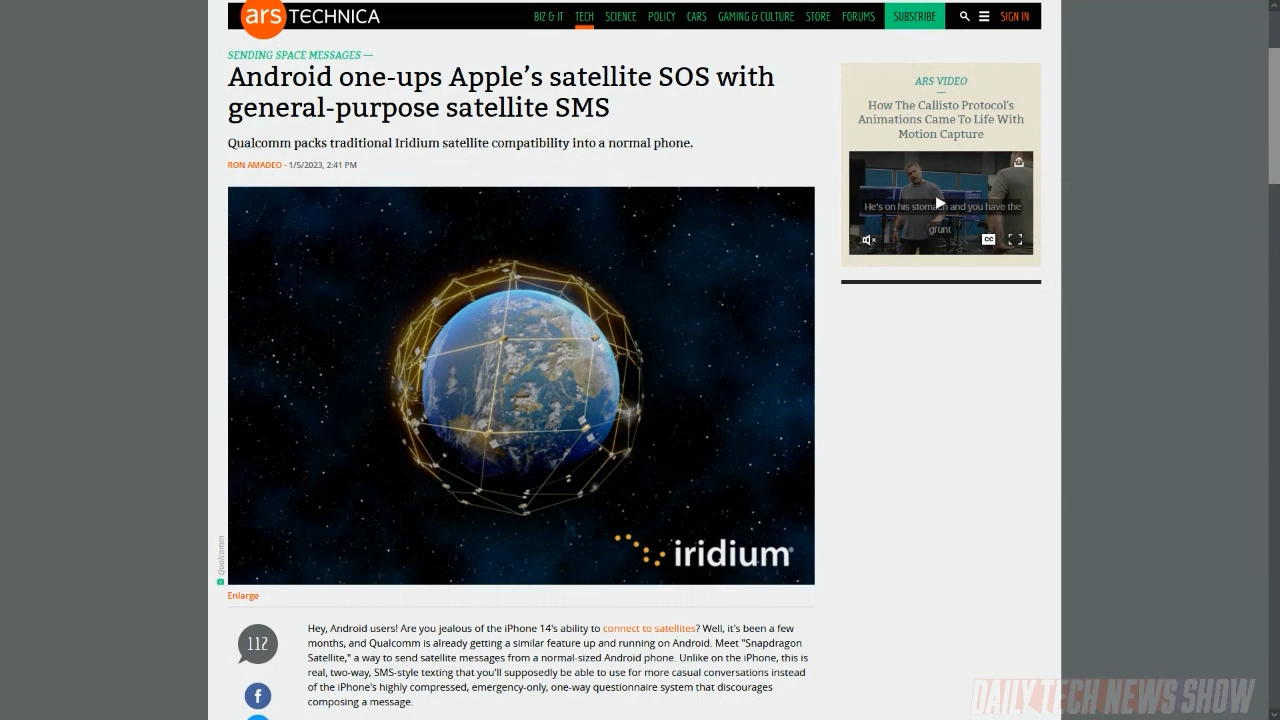 ars TECHNICA
BIZ & IT TECH SCIENCE POLICY CARS GAMING & CULTURE STORE FORUMS SUBSCRIBE SIGN IN
SENDING SPACE MESSAGES —
Android one-ups Apple’s satellite SOS with
general-purpose satellite SMS
Qualcomm packs traditional Iridium satellite compatibility into a normal phone.
RON AMADEO - 1/5/2023, 2:41 PM
ARS VIDEO
How The Callisto Protocol's
Animations Came To Life With
Motion Capture
He's on his stomach and you have the
grunt
CC
iridium
Qualcomm
Enlarge
112
Hey, Android users! Are you jealous of the iPhone 14's ability to connect to satellites? Well, it's been a few
months, and Qualcomm is already getting a similar feature up and running on Android. Meet "Snapdragon
Satellite," a way to send satellite messages from a normal-sized Android phone. Unlike on the iPhone, this is
real, two-way, SMS-style texting that you'll supposedly be able to use for more casual conversations instead
of the iPhone's highly compressed, emergency-only, one-way questionnaire system that discourages
composing a message.
f
DAILY TECH NEWS SHOW